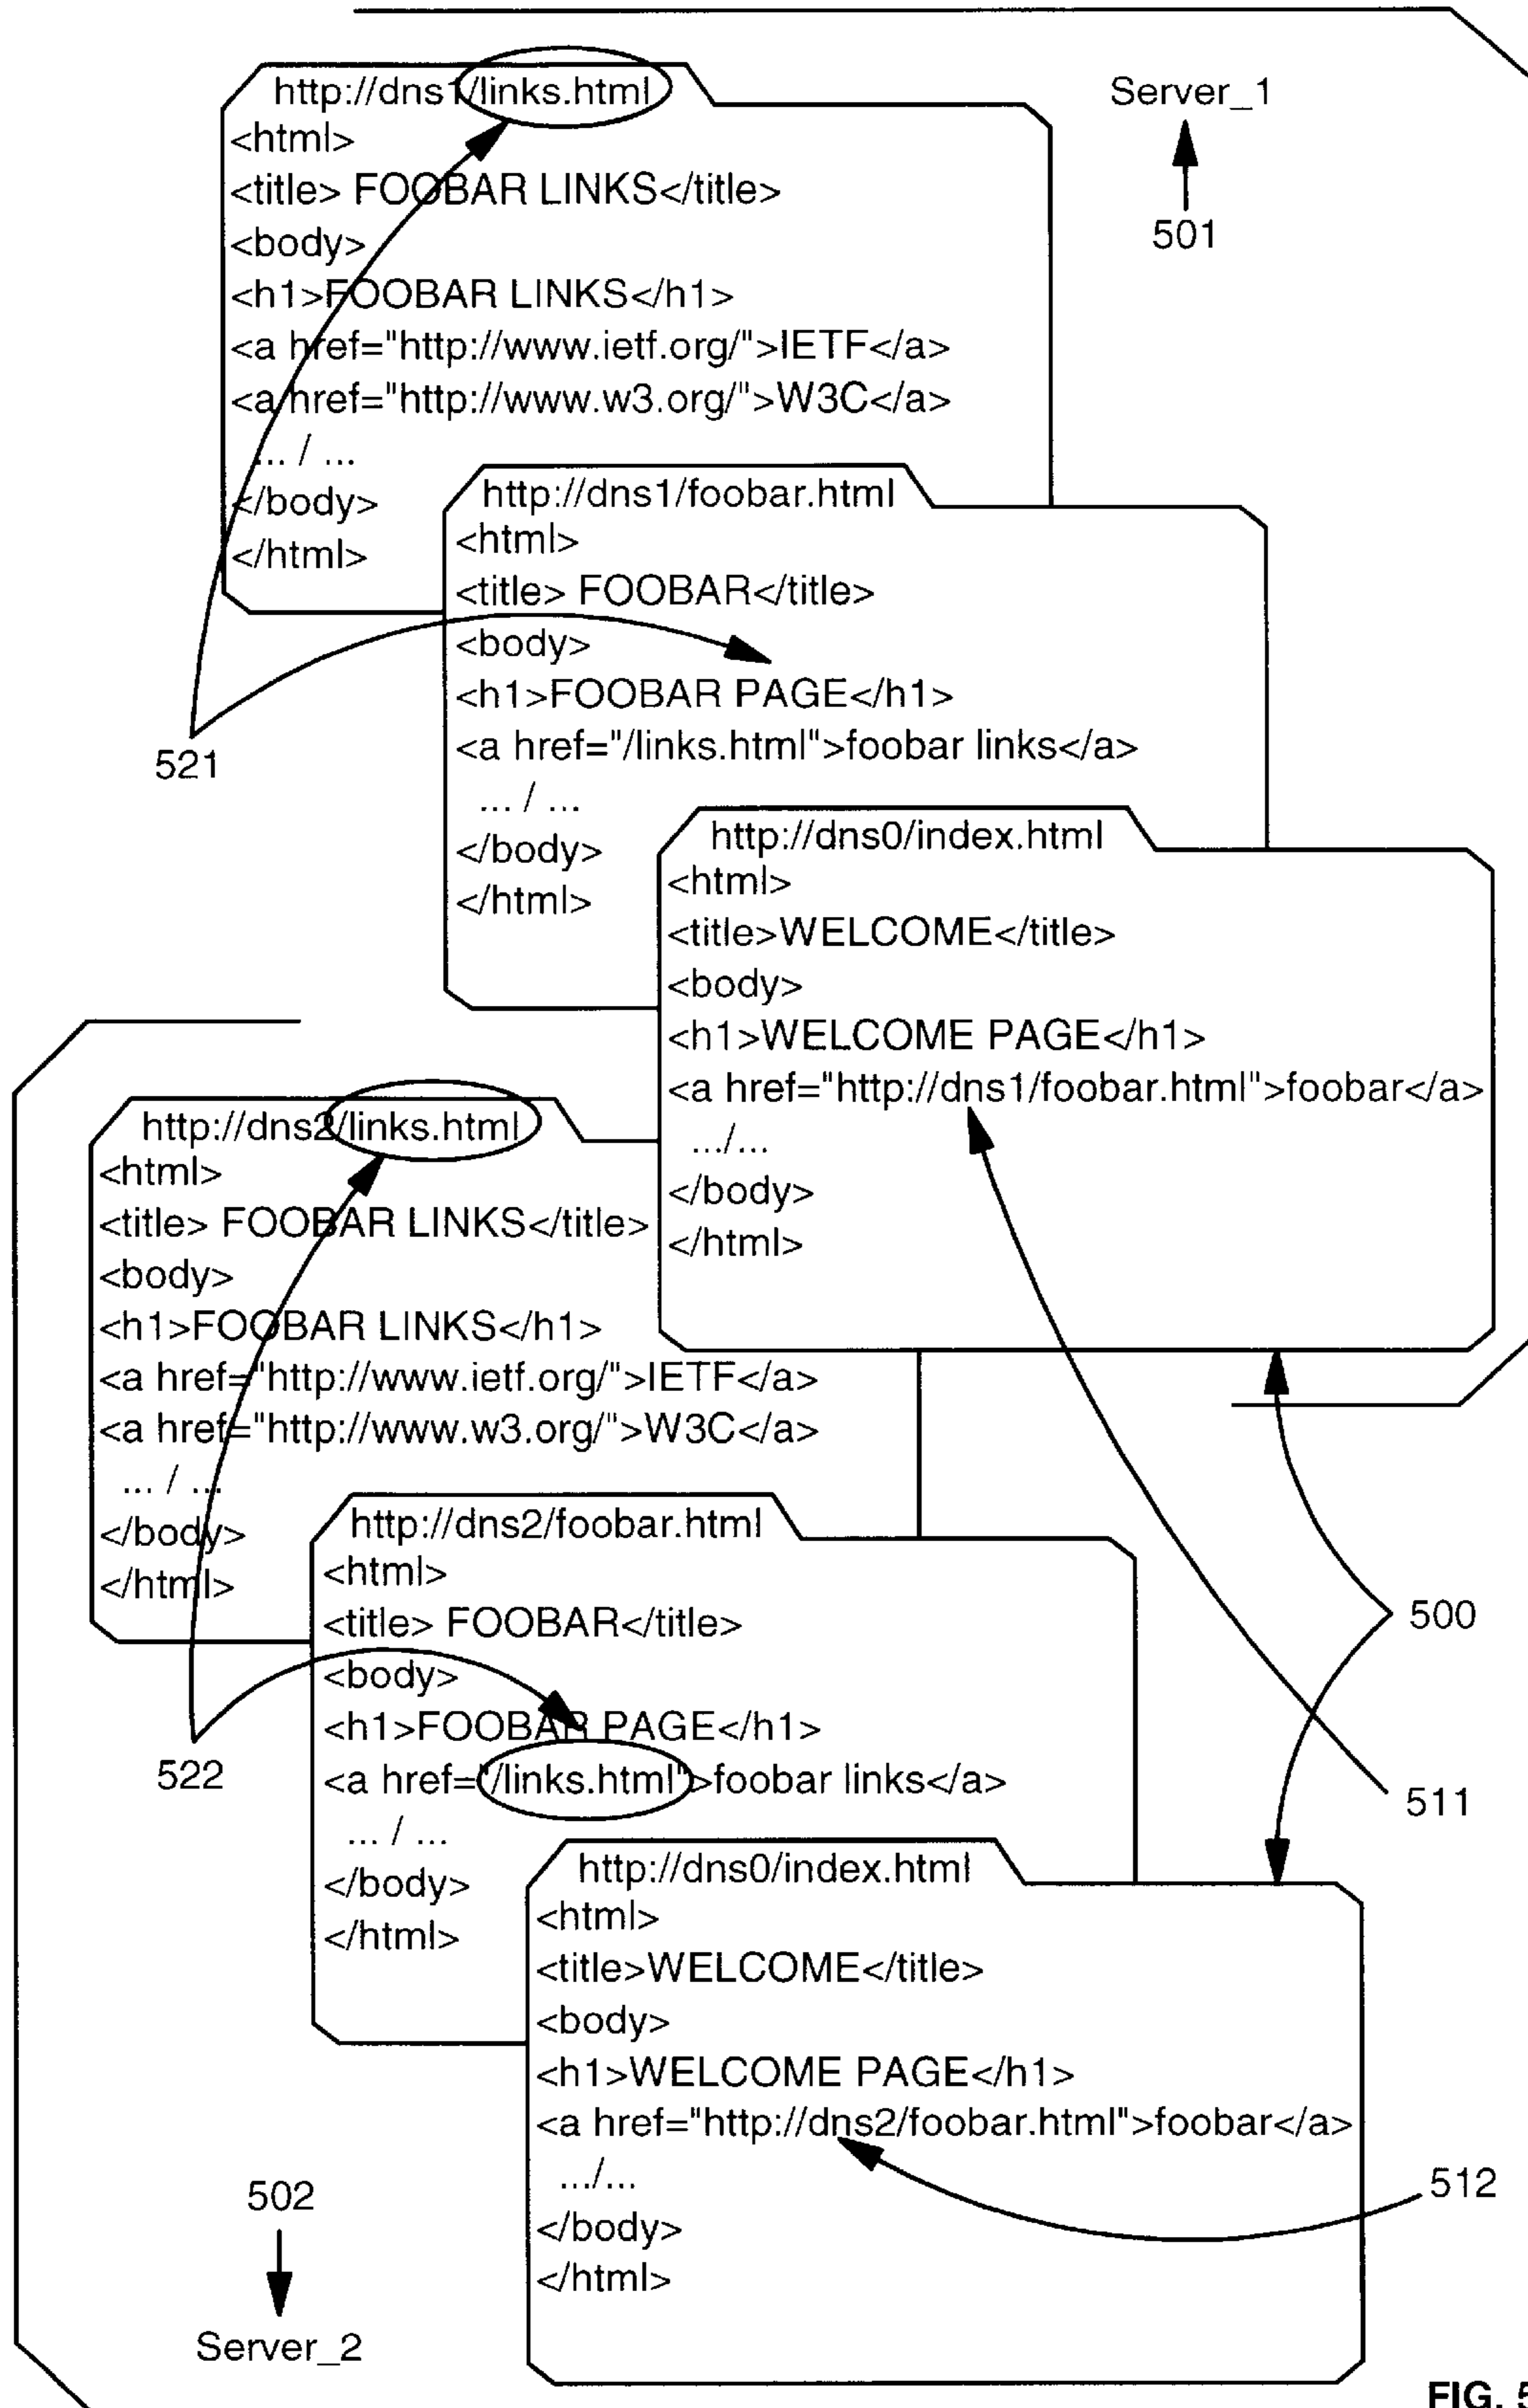 http://dns1/links.html
<html>
<title> FOOBAR LINKS</title>
<body>
<h1>FOOBAR LINKS</h1>
<a href="http://www.ietf.org/">IETF</a>
<a href="http://www.w3.org/">W3C</a>
... / ...
</body>
</html>
Server_1
501
http://dns1/foobar.html
<html>
<title> FOOBAR</title>
<body>
<h1>FOOBAR PAGE</h1>
<a href="/links.html">foobar links</a>
... / ...
</body>
</html>
521
http://dns0/index.html
<html>
<title>WELCOME</title>
<body>
<h1>WELCOME PAGE</h1>
<a href="http://dns1/foobar.html">foobar</a>
.../...
</body>
</html>
http://dns2/links.html
<html>
<title> FOOBAR LINKS</title>
<body>
<h1>FOOBAR LINKS</h1>
<a href="http://www.ietf.org/">IETF</a>
<a href="http://www.w3.org/">W3C</a>
... / ...
</body>
</html>
500
http://dns2/foobar.html
<html>
<title> FOOBAR</title>
<body>
<h1>FOOBAR PAGE</h1>
<a href="/links.html">foobar links</a>
... / ...
</body>
</html>
522
511
http://dns0/index.html
<html>
<title>WELCOME</title>
<body>
<h1>WELCOME PAGE</h1>
<a href="http://dns2/foobar.html">foobar</a>
.../...
</body>
</html>
512
502
Server_2
FIG. 5